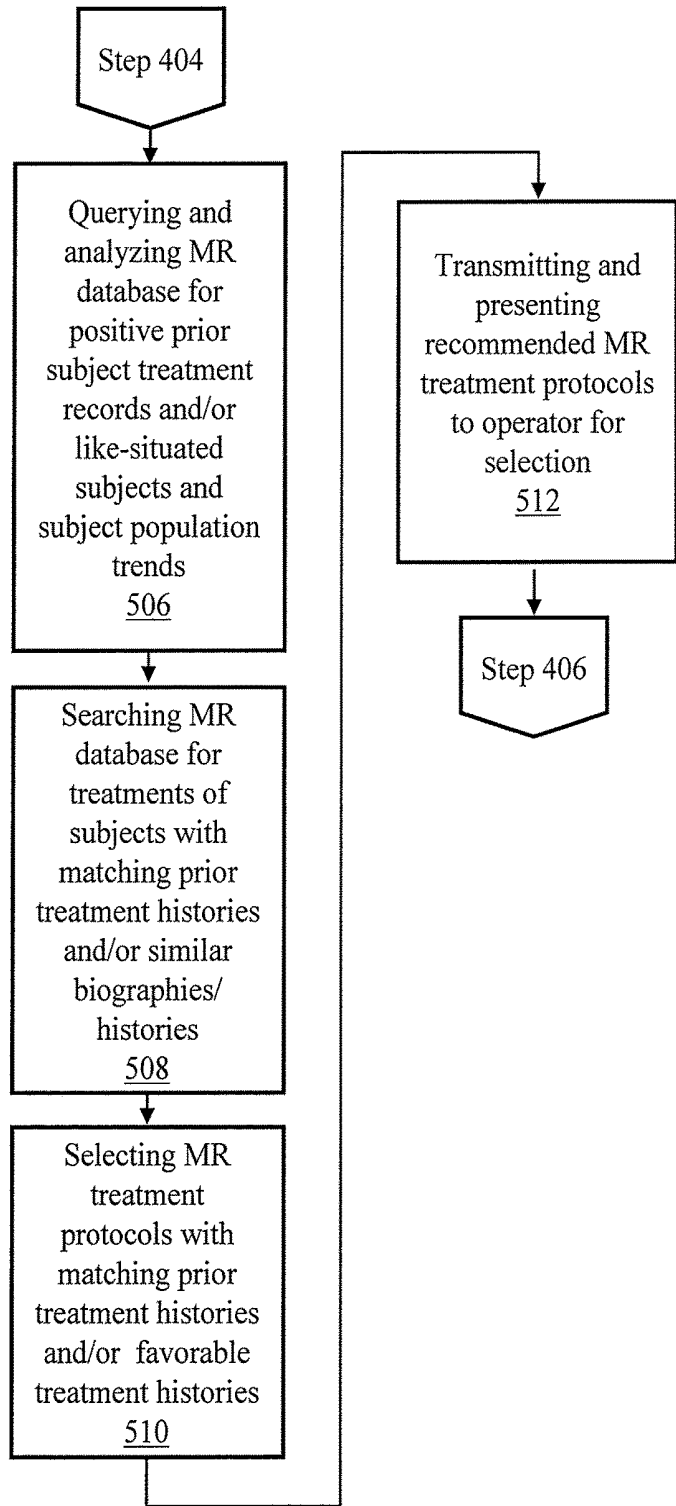 Step 404
Querying and
analyzing MR
database for
positive prior
subject treatment
records and/or
like-situated
subjects and
subject population
trends
506
Searching MR
database for
treatments of
subjects with
matching prior
treatment histories
and/or similar
biographies/
histories
508
Selecting MR
treatment
protocols with
matching prior
treatment histories
and/or favorable
treatment histories
510
Transmitting and
presenting
recommended MR
treatment protocols
to operator for
selection
512
Step 406